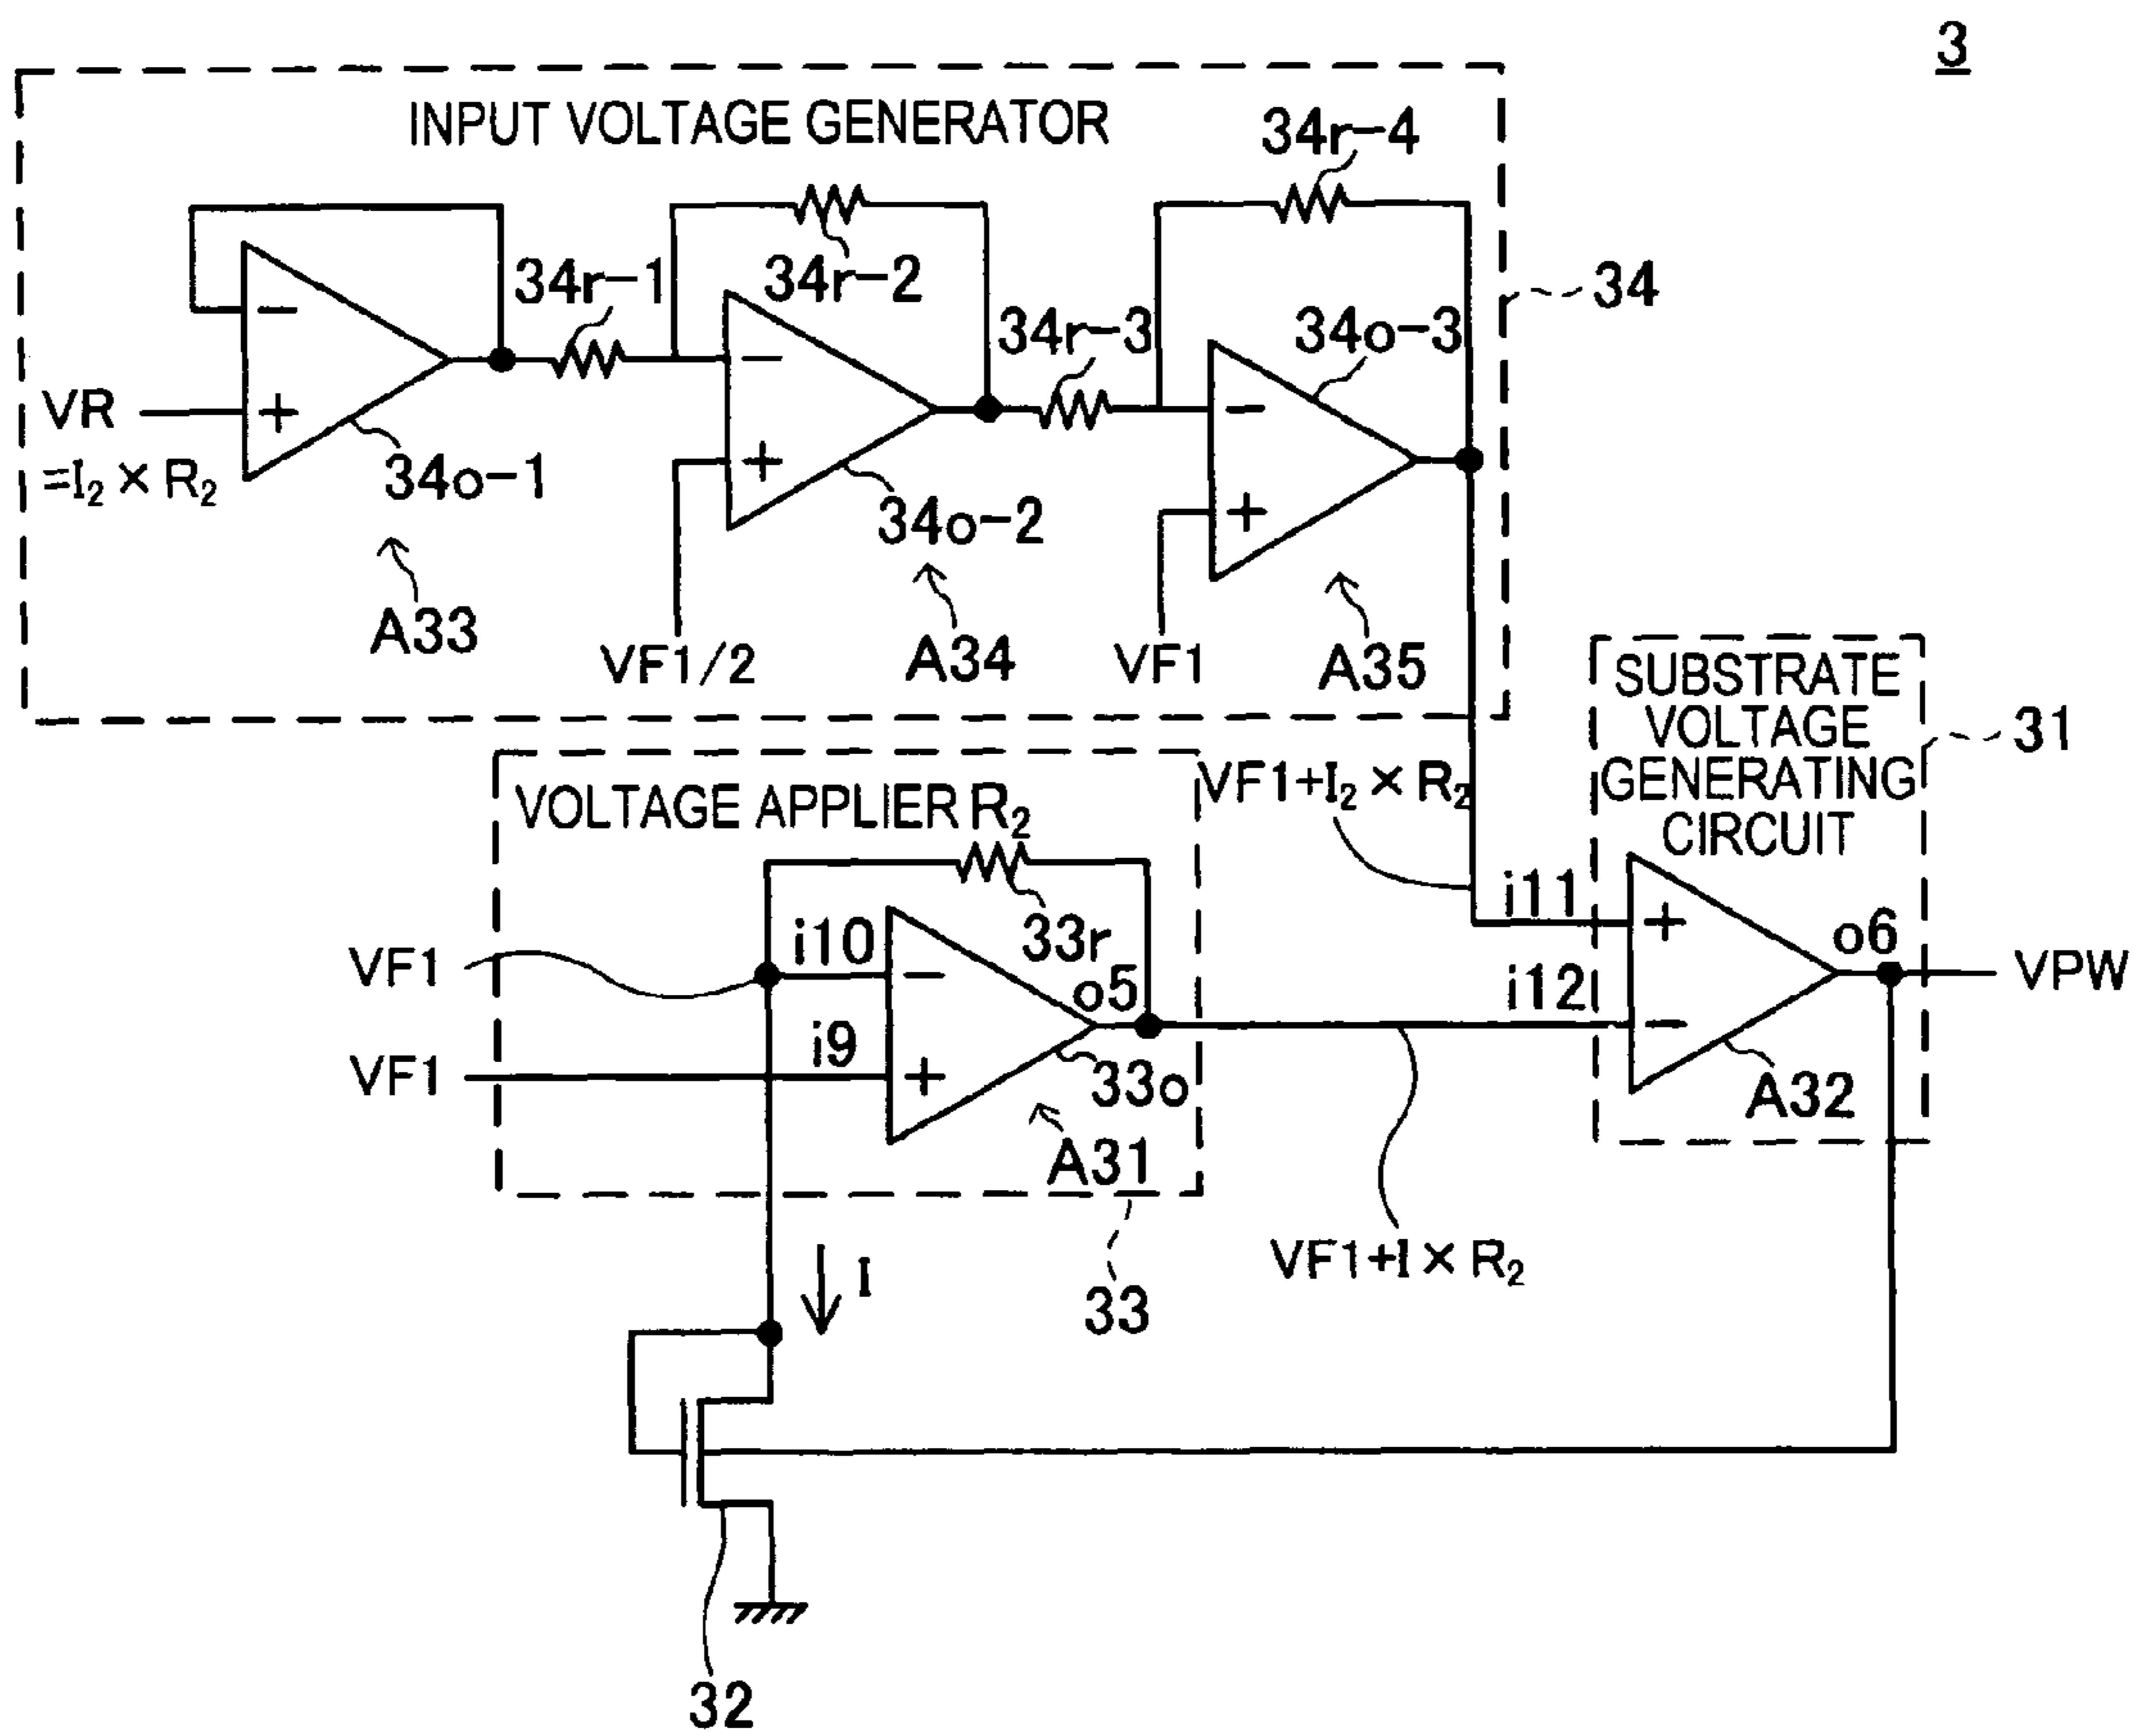 3
INPUT VOLTAGE GENERATOR
34r-4
34r-1
34r-2
34
34r-3
34o-3
−
−
−
VR
+
=I₂ × R₂
34o-1
+
34o-2
+
A33
VF1/2
A34
VF1
A35
SUBSTRATE
VOLTAGE
GENERATING
CIRCUIT
31
VOLTAGE APPLIER R₂
VF1+I₂ × R₂
33r
i10
i11
+
o6
VF1
−
o5
i12
−
VPW
i9
VF1
+
33o
A32
A31
VF1+I × R₂
I
33
32